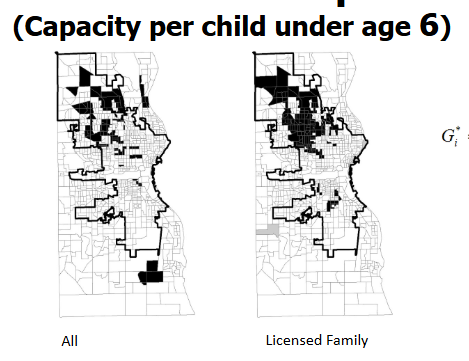 (Capacity per child under age 6)
G*i =
All
Licensed Family